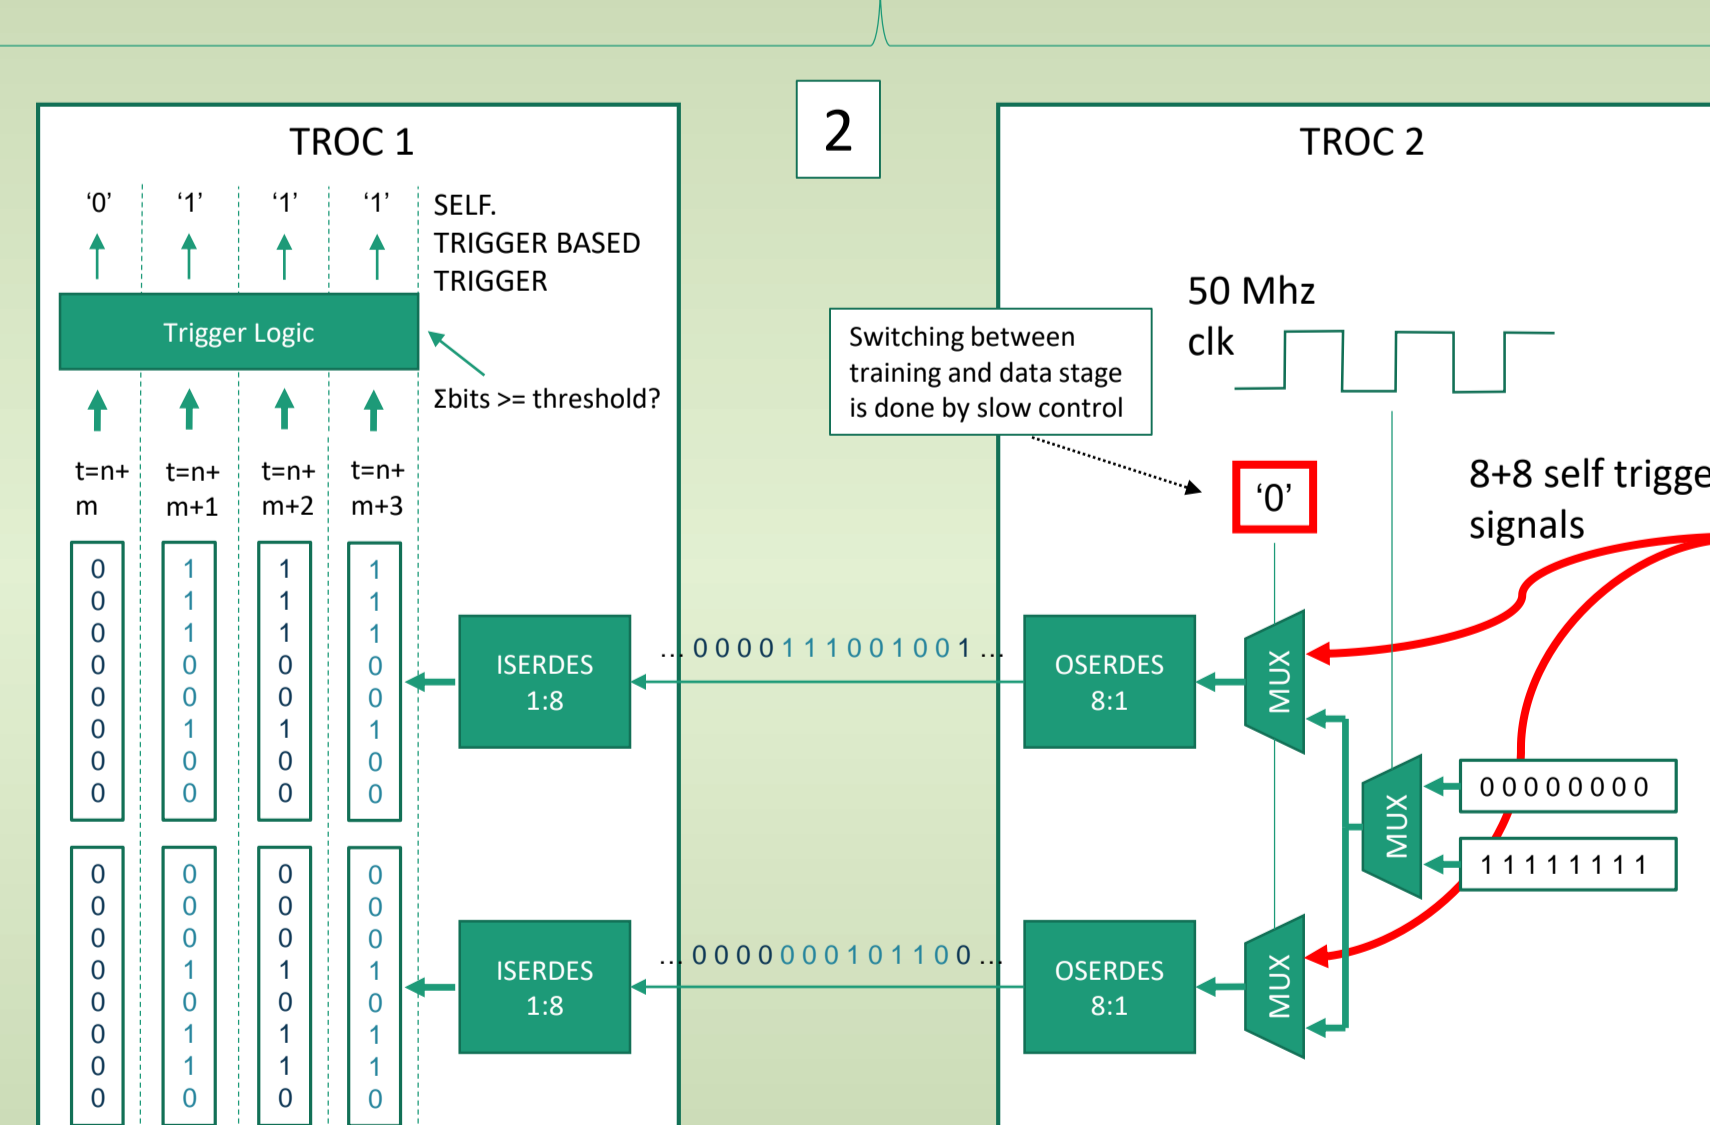 2
TROC 1
‘0’ ‘1’ ‘1’ ‘1’
SELF.
TRIGGER BASED
TRIGGER
Trigger Logic
Σbits >= threshold?
t=n+ t=n+ t=n+ t=n+
m m+1 m+2 m+3
0 1 1 1
0 1 1 1
0 1 1 1
0 0 0 0
0 0 0 0
0 1 1 1
0 0 0 0
0 0 0 0
0 0 0 0
0 0 0 0
0 0 0 0
0 1 1 1
0 0 0 0
0 1 1 1
0 1 1 1
0 0 0 0
ISERDES
1:8
ISERDES
1:8
... 0 0 0 0 1 1 1 0 0 1 0 0 1 ...
... 0 0 0 0 0 0 0 1 0 1 1 0 0 ...
TROC 2
50 Mhz
clk
Switching between
training and data stage
is done by slow control
‘0’
8+8 self trigge
signals
OSERDES
8:1
MUX
MUX
0 0 0 0 0 0 0 0
1 1 1 1 1 1 1 1
OSERDES
8:1
MUX